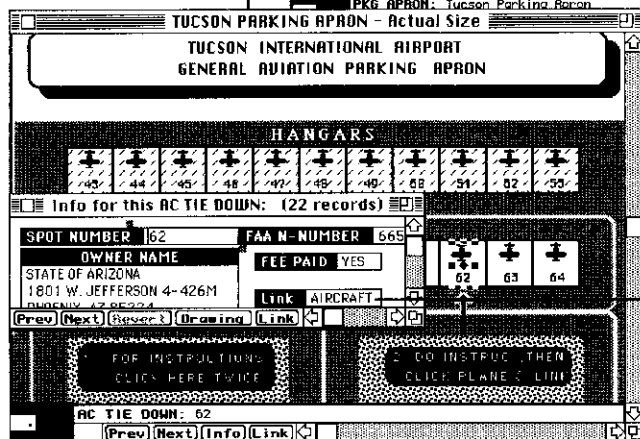 PKG APRON: Tucson Parking Apron
TUCSON PARKING APRON - Actual Size
TUCSON INTERNATIONAL AIRPORT
GENERAL AVIATION PARKING APRON
HANGARS
43 44 45 46 47 48 49 50 51 52 53
Info for this AC TIE DOWN: (22 records)
SPOT NUMBER 62 FAA N-NUMBER 665
OWNER NAME
STATE OF ARIZONA
1801 W. JEFFERSON 4-426M
PHOENIX, AZ
FEE PAID YES
Link AIRCRAFT
Prev Next Revert Drawing Link
62 63 64
1 FOR INSTRUCTIONS
CLICK HERE TWICE
2 DO INSTRUC. THEN
CLICK PLANE & LINK
AC TIE DOWN: 62
Prev Next Info Link